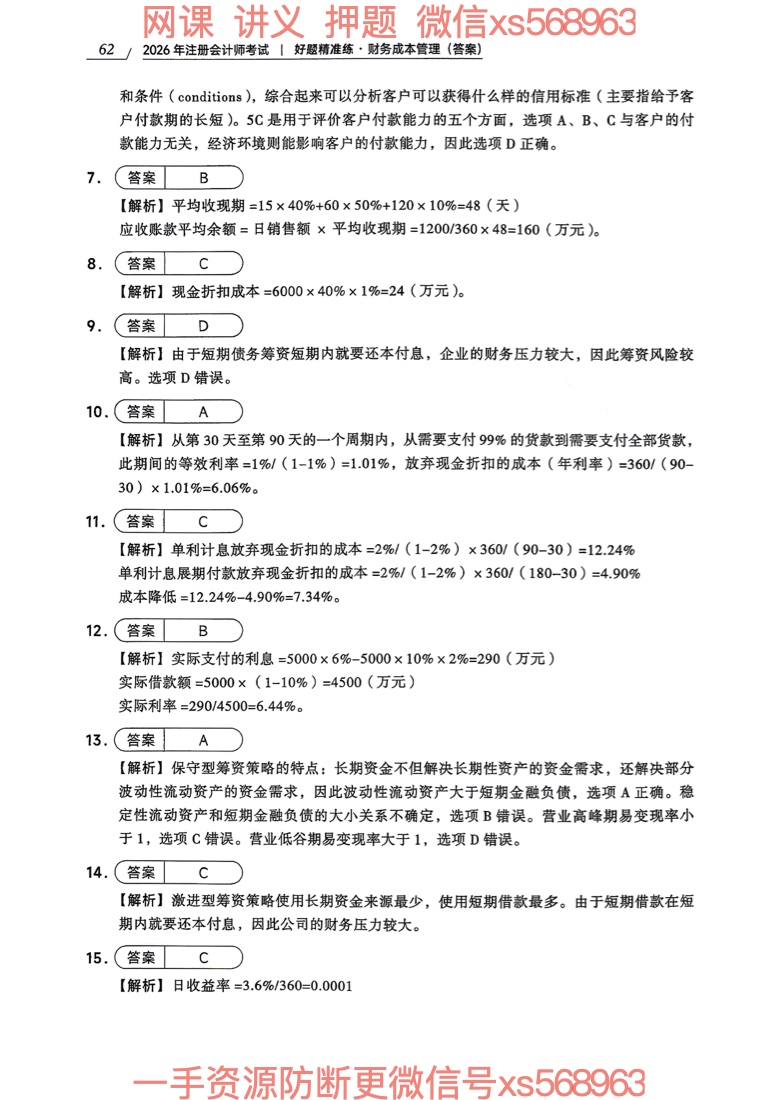 网课 讲义 押题 微信xs568963
62 / 2026 年注册会计师考试 | 好题精准练·财务成本管理(答案)
和条件(conditions),综合起来可以分析客户可以获得什么样的信用标准(主要指给予客
户付款期的长短)。5C 是用于评价客户付款能力的五个方面,选项 A、B、C 与客户的付
款能力无关,经济环境则能影响客户的付款能力,因此选项 D 正确。
7. 答案 B
【解析】平均收现期 =15×40%+60×50%+120×10%=48(天)
应收账款平均余额 = 日销售额 × 平均收现期 =1200/360×48=160(万元)。
8. 答案 C
【解析】现金折扣成本 =6000×40%×1%=24(万元)。
9. 答案 D
【解析】由于短期债务筹资短期内就要还本付息,企业的财务压力较大,因此筹资风险较
高。选项 D 错误。
10. 答案 A
【解析】从第 30 天至第 90 天的一个周期内,从需要支付 99% 的货款到需要支付全部货款,
此期间的等效利率 =1%/(1-1%)=1.01%,放弃现金折扣的成本(年利率)=360/(90-
30)×1.01%=6.06%。
11. 答案 C
【解析】单利计息放弃现金折扣的成本 =2%/(1-2%)×360/(90-30)=12.24%
单利计息展期付款放弃现金折扣的成本 =2%/(1-2%)×360/(180-30)=4.90%
成本降低 =12.24%-4.90%=7.34%。
12. 答案 B
【解析】实际支付的利息 =5000×6%-5000×10%×2%=290(万元)
实际借款额 =5000×(1-10%)=4500(万元)
实际利率 =290/4500=6.44%。
13. 答案 A
【解析】保守型筹资策略的特点:长期资金不但解决长期性资产的资金需求,还解决部分
波动性流动资产的资金需求,因此波动性流动资产大于短期金融负债,选项 A 正确。稳
定性流动资产和短期金融负债的大小关系不确定,选项 B 错误。营业高峰期易变现率小
于 1,选项 C 错误。营业低谷期易变现率大于 1,选项 D 错误。
14. 答案 C
【解析】激进型筹资策略使用长期资金来源最少,使用短期借款最多。由于短期借款在短
期内就要还本付息,因此公司的财务压力较大。
15. 答案 C
【解析】日收益率 =3.6%/360=0.0001
一手资源防断更微信号xs568963